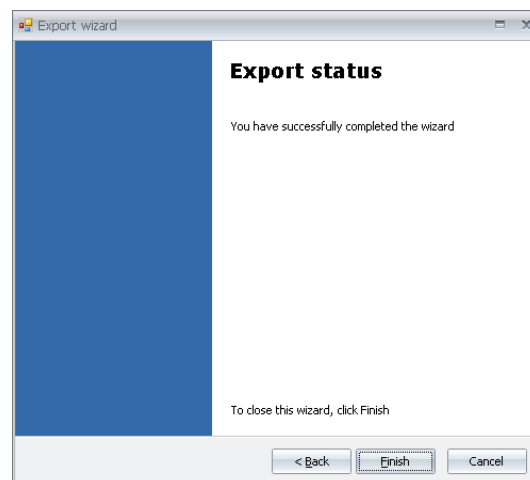 Export wizard
Export status
You have successfully completed the wizard
To close this wizard, click Finish
< Back Finish Cancel